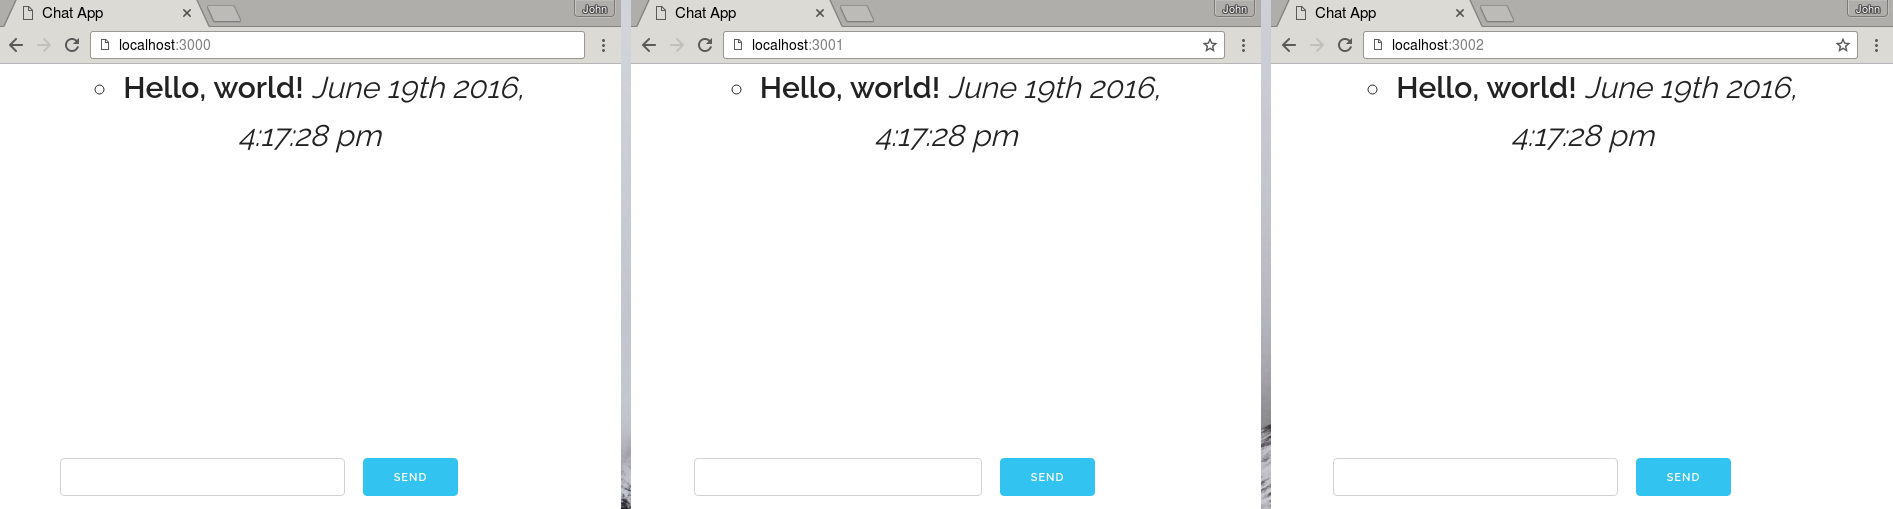 Chat App
John
localhost:3000
Hello, world! June 19th 2016,
4:17:28 pm
SEND
Chat App
John
localhost:3001
Hello, world! June 19th 2016,
4:17:28 pm
SEND
Chat App
John
localhost:3002
Hello, world! June 19th 2016,
4:17:28 pm
SEND